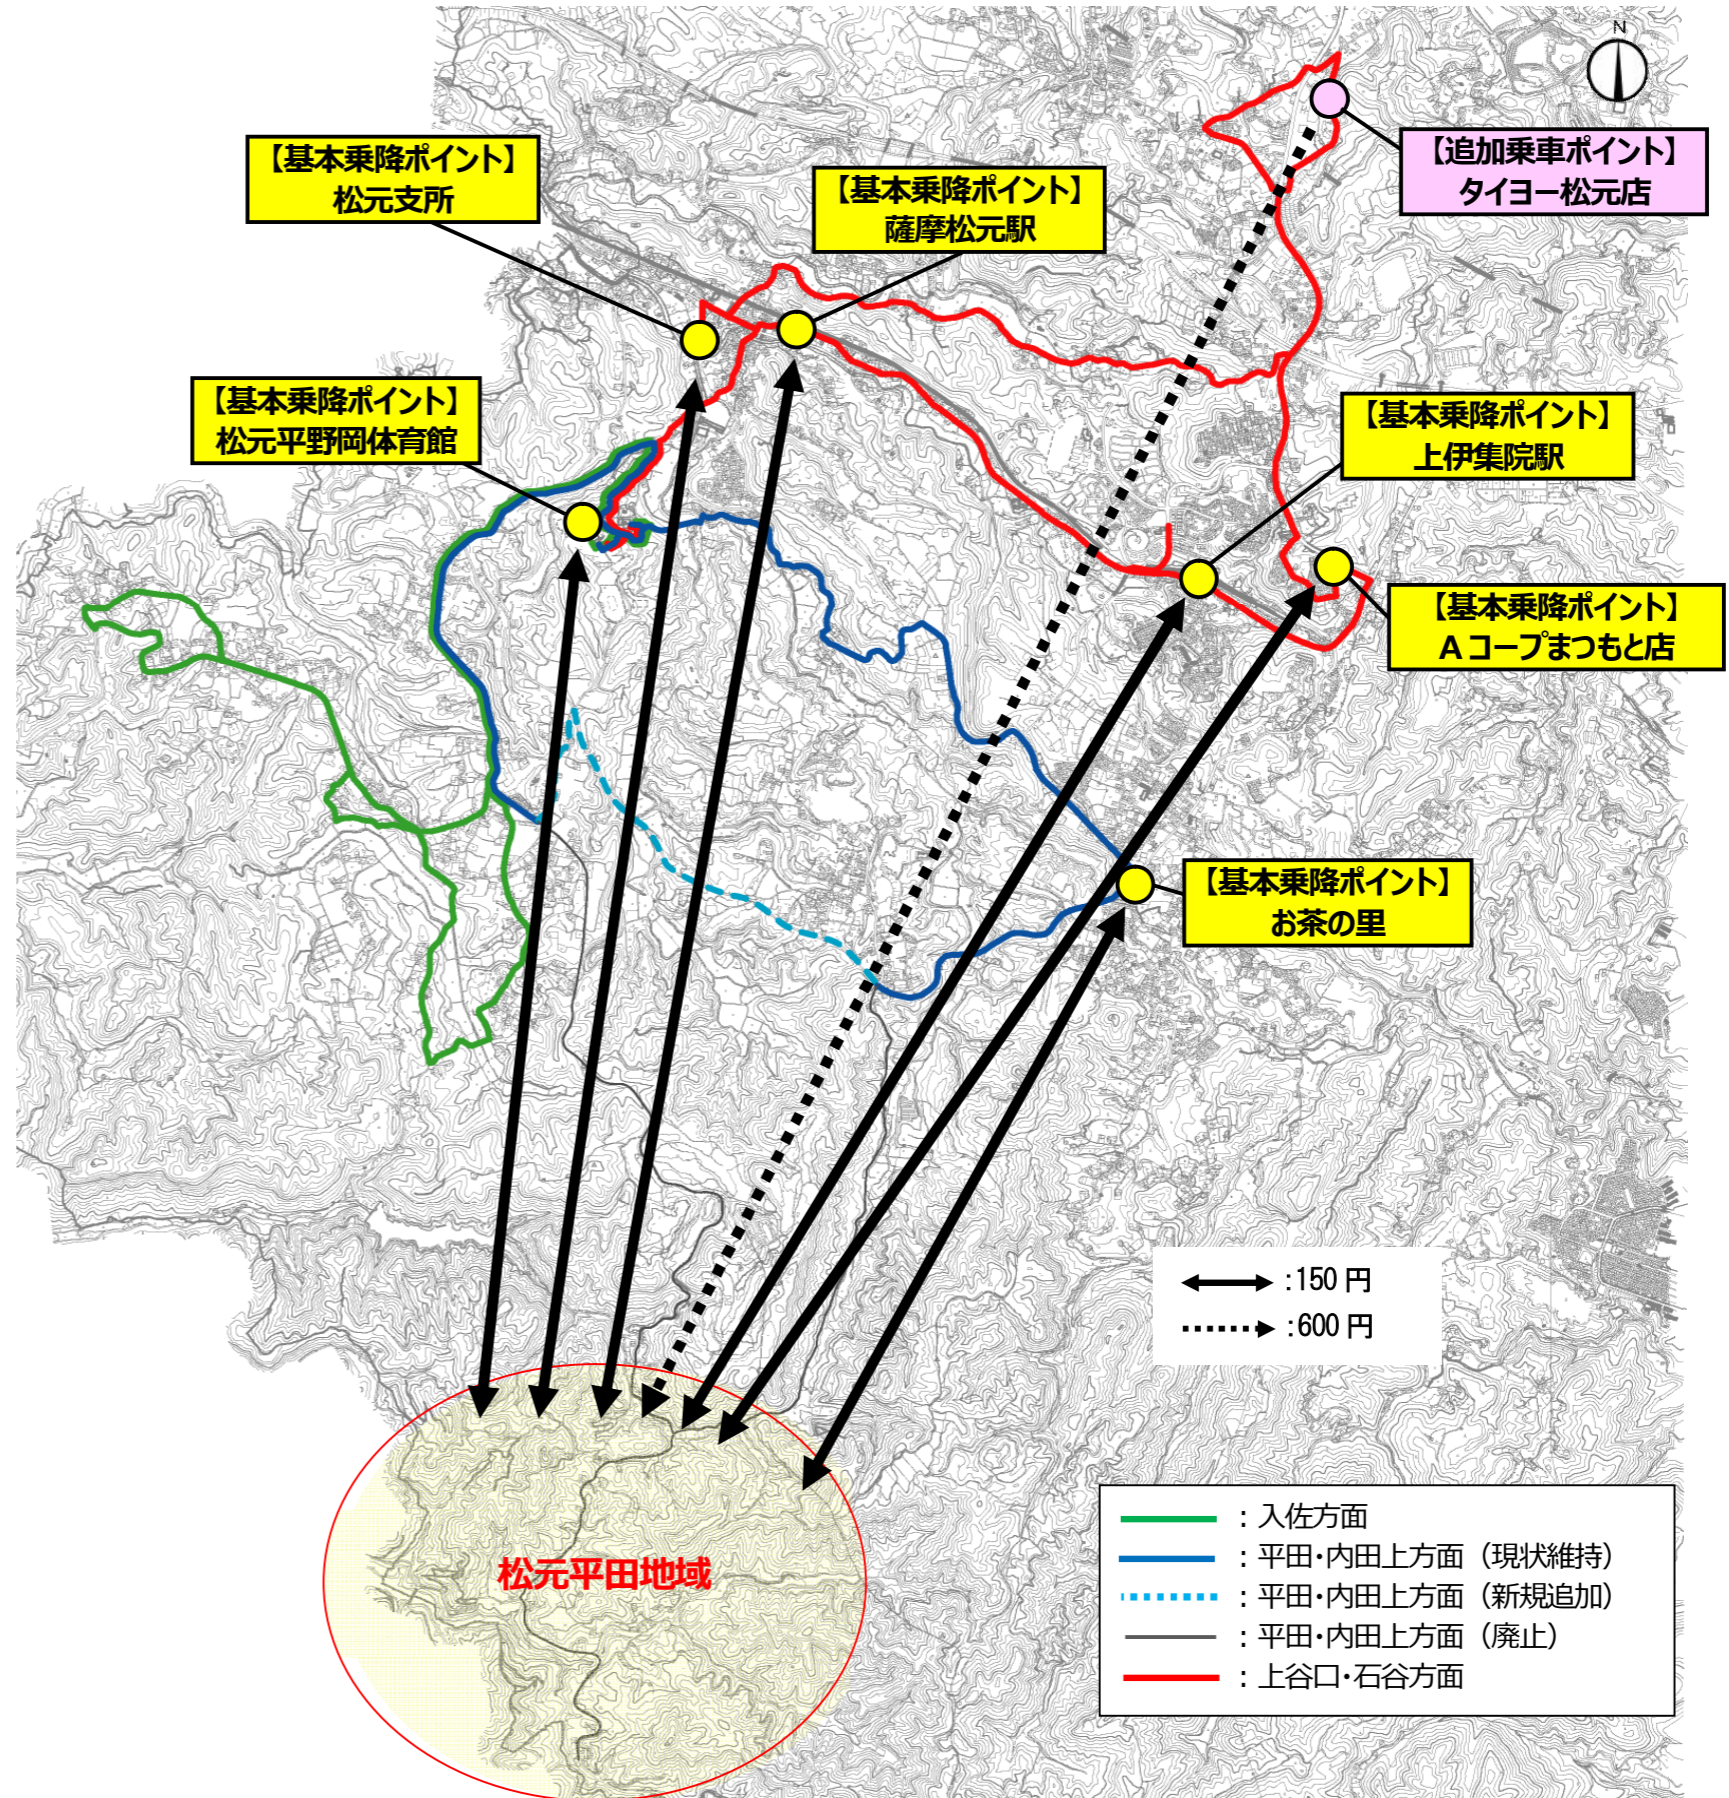 N
【追加乗車ポイント】
タイヨー松元店
【基本乗降ポイント】
松元支所
【基本乗降ポイント】
薩摩松元駅
【基本乗降ポイント】
松元平野岡体育館
【基本乗降ポイント】
上伊集院駅
【基本乗降ポイント】
Aコープまつもと店
【基本乗降ポイント】
お茶の里
:150 円
:600 円
松元平田地域
：入佐方面
：平田・内田上方面（現状維持）
：平田・内田上方面（新規追加）
：平田・内田上方面（廃止）
：上谷口・石谷方面